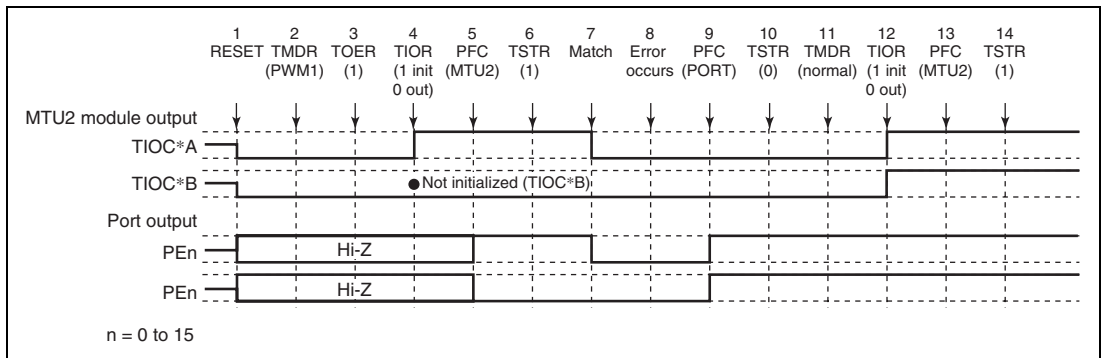 1 2 3 4 5 6 7 8 9 10 11 12 13 14
RESET TMDR TOER TIOR PFC TSTR Match Error PFC TSTR TMDR TIOR PFC TSTR
(PWM1) (1) (1 init (MTU2) (1) occurs (PORT) (0) (normal) (1 init (MTU2) (1)
0 out) 0 out)
MTU2 module output
TIOC*A
TIOC*B
Not initialized (TIOC*B)
Port output
PEn
Hi-Z
PEn
Hi-Z
n = 0 to 15